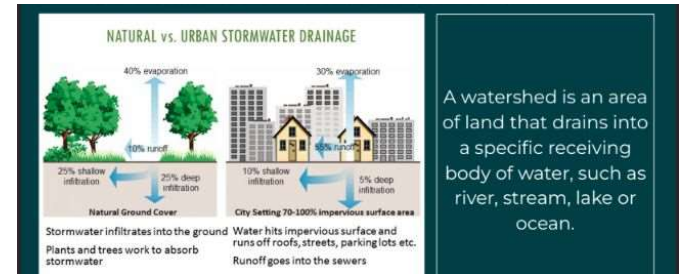 NATURAL vs. URBAN STORMWATER DRAINAGE
40% evaporation
10% runoff
25% shallow
infiltration
25% deep
infiltration
Natural Ground Cover
Stormwater infiltrates into the ground
Plants and trees work to absorb
stormwater
30% evaporation
55% runoff
10% shallow
infiltration
5% deep
infiltration
City Setting 70-100% impervious surface area
Water hits impervious surface and
runs off roofs, streets, parking lots etc.
Runoff goes into the sewers
A watershed is an area
of land that drains into
a specific receiving
body of water, such as
river, stream, lake or
ocean.